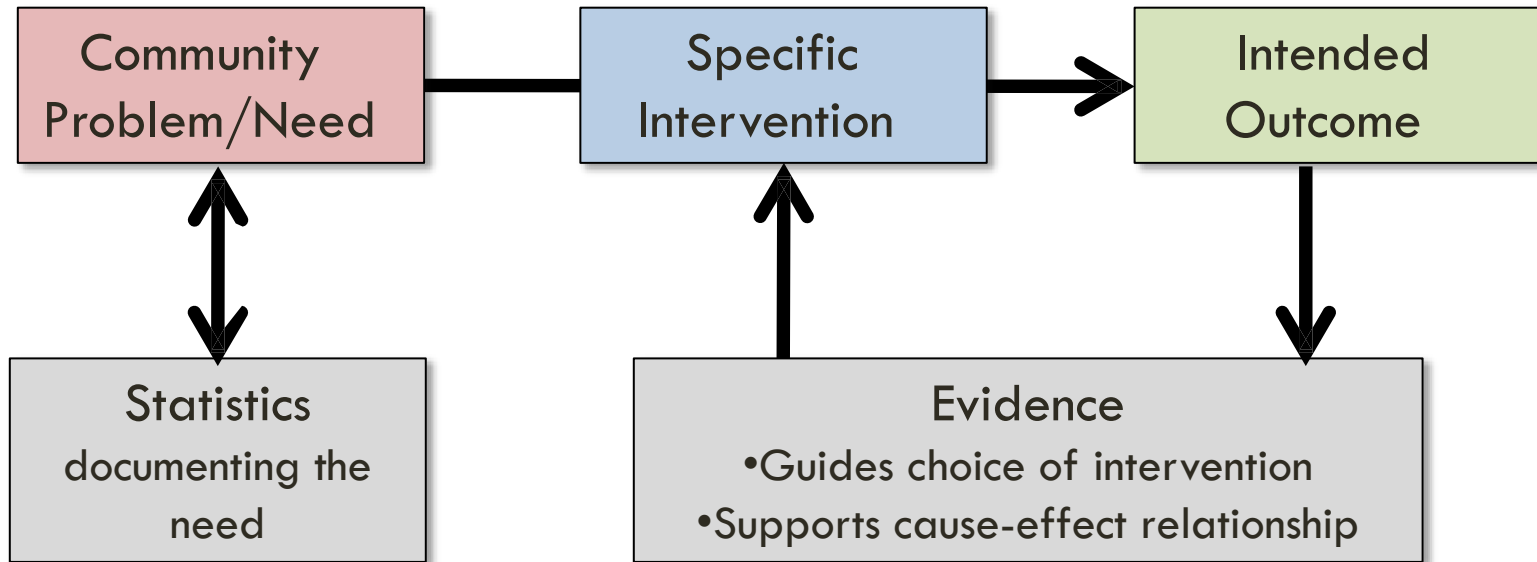 Community
Problem/Need
Specific
Intervention
Intended
Outcome
Statistics
documenting the
need
Evidence
•Guides choice of intervention
•Supports cause-effect relationship